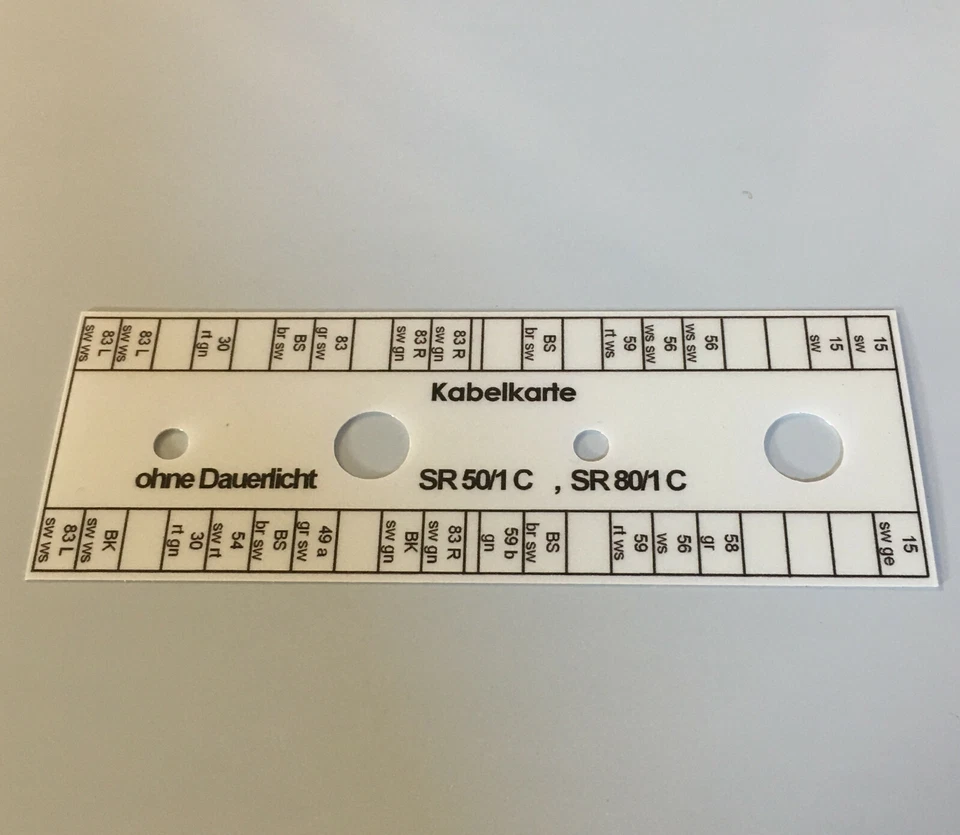 83 L
sw ws
83 L
sw ws
30
rt gn
BS
br sw
83
gr sw
83 R
sw gn
83 R
sw gn
BS
br sw
59
rt ws
56
ws sw
56
ws sw
15
sw
15
sw
Kabelkarte
ohne Dauerlicht SR 50/1 C , SR 80/1 C
83 L
sw ws
BK
sw ws
30
rt gn
54
sw rt
BS
br sw
49 a
gr sw
BK
sw gn
83 R
sw gn
59 b
gn
BS
br sw
59
rt ws
56
ws
58
gr
15
sw ge